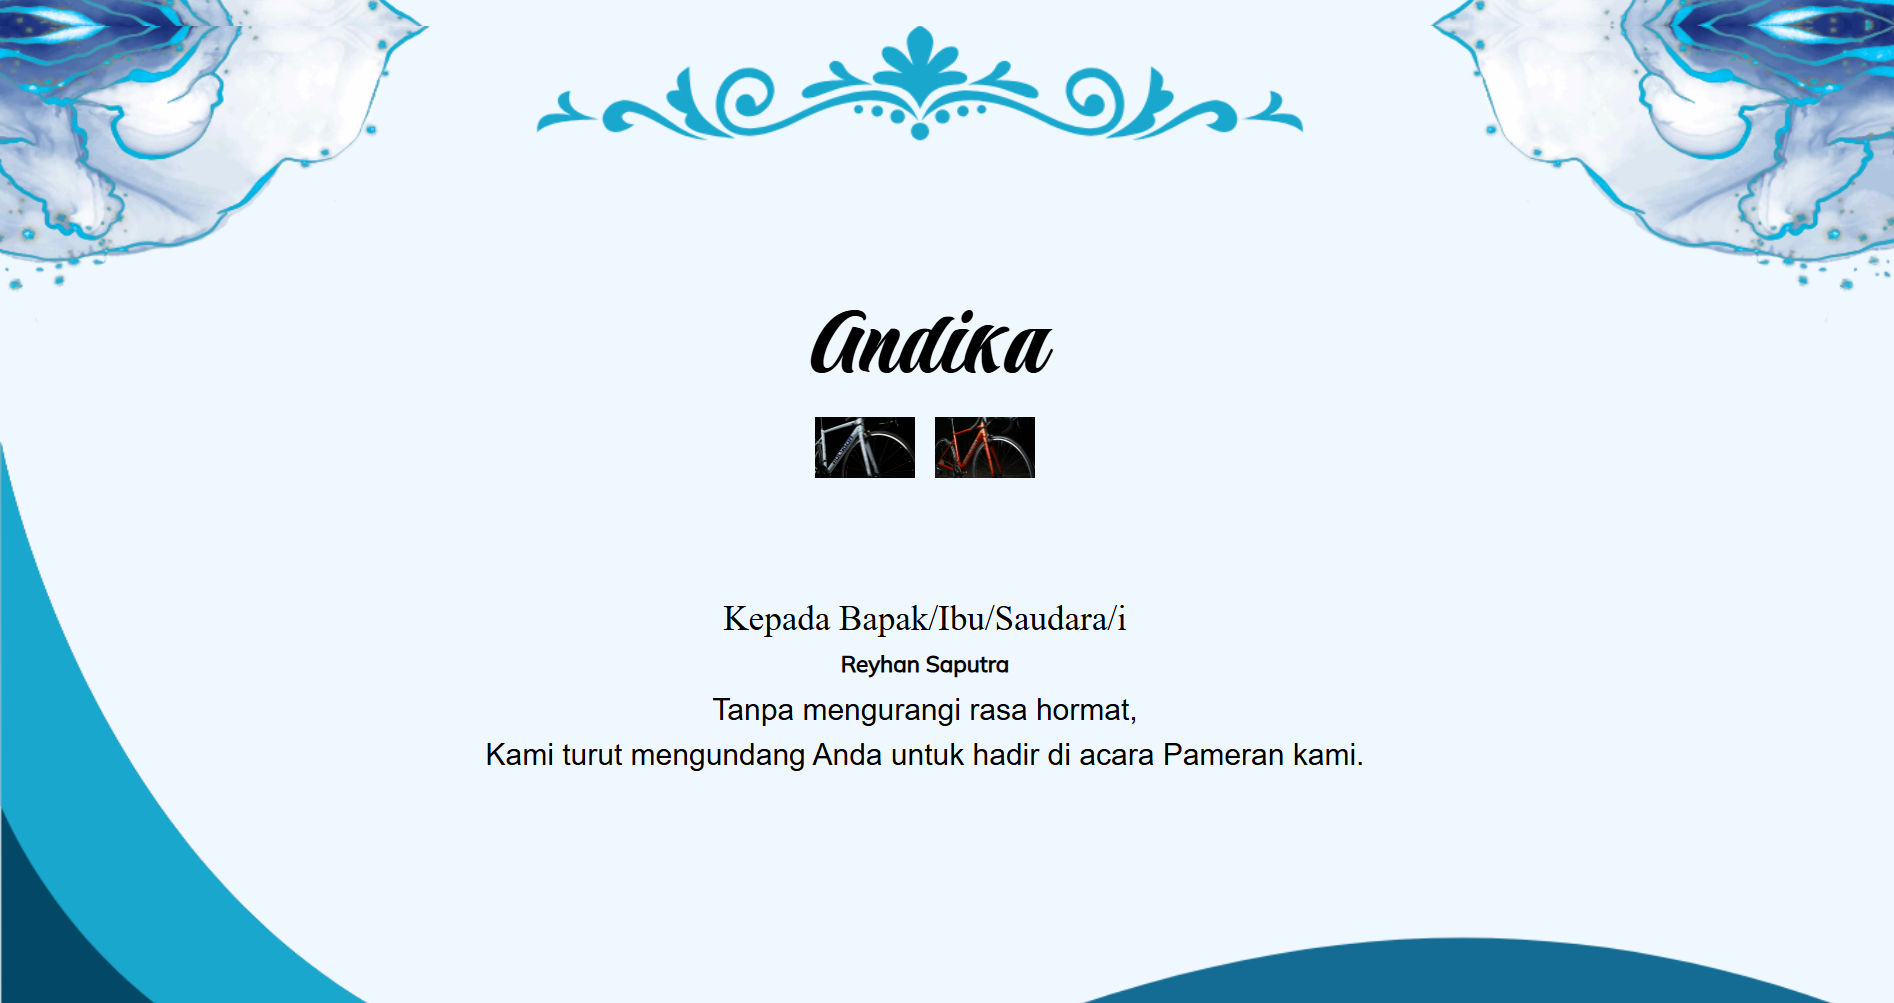 Andika
Kepada Bapak/Ibu/Saudara/i
Reyhan Saputra
Tanpa mengurangi rasa hormat,
Kami turut mengundang Anda untuk hadir di acara Pameran kami.